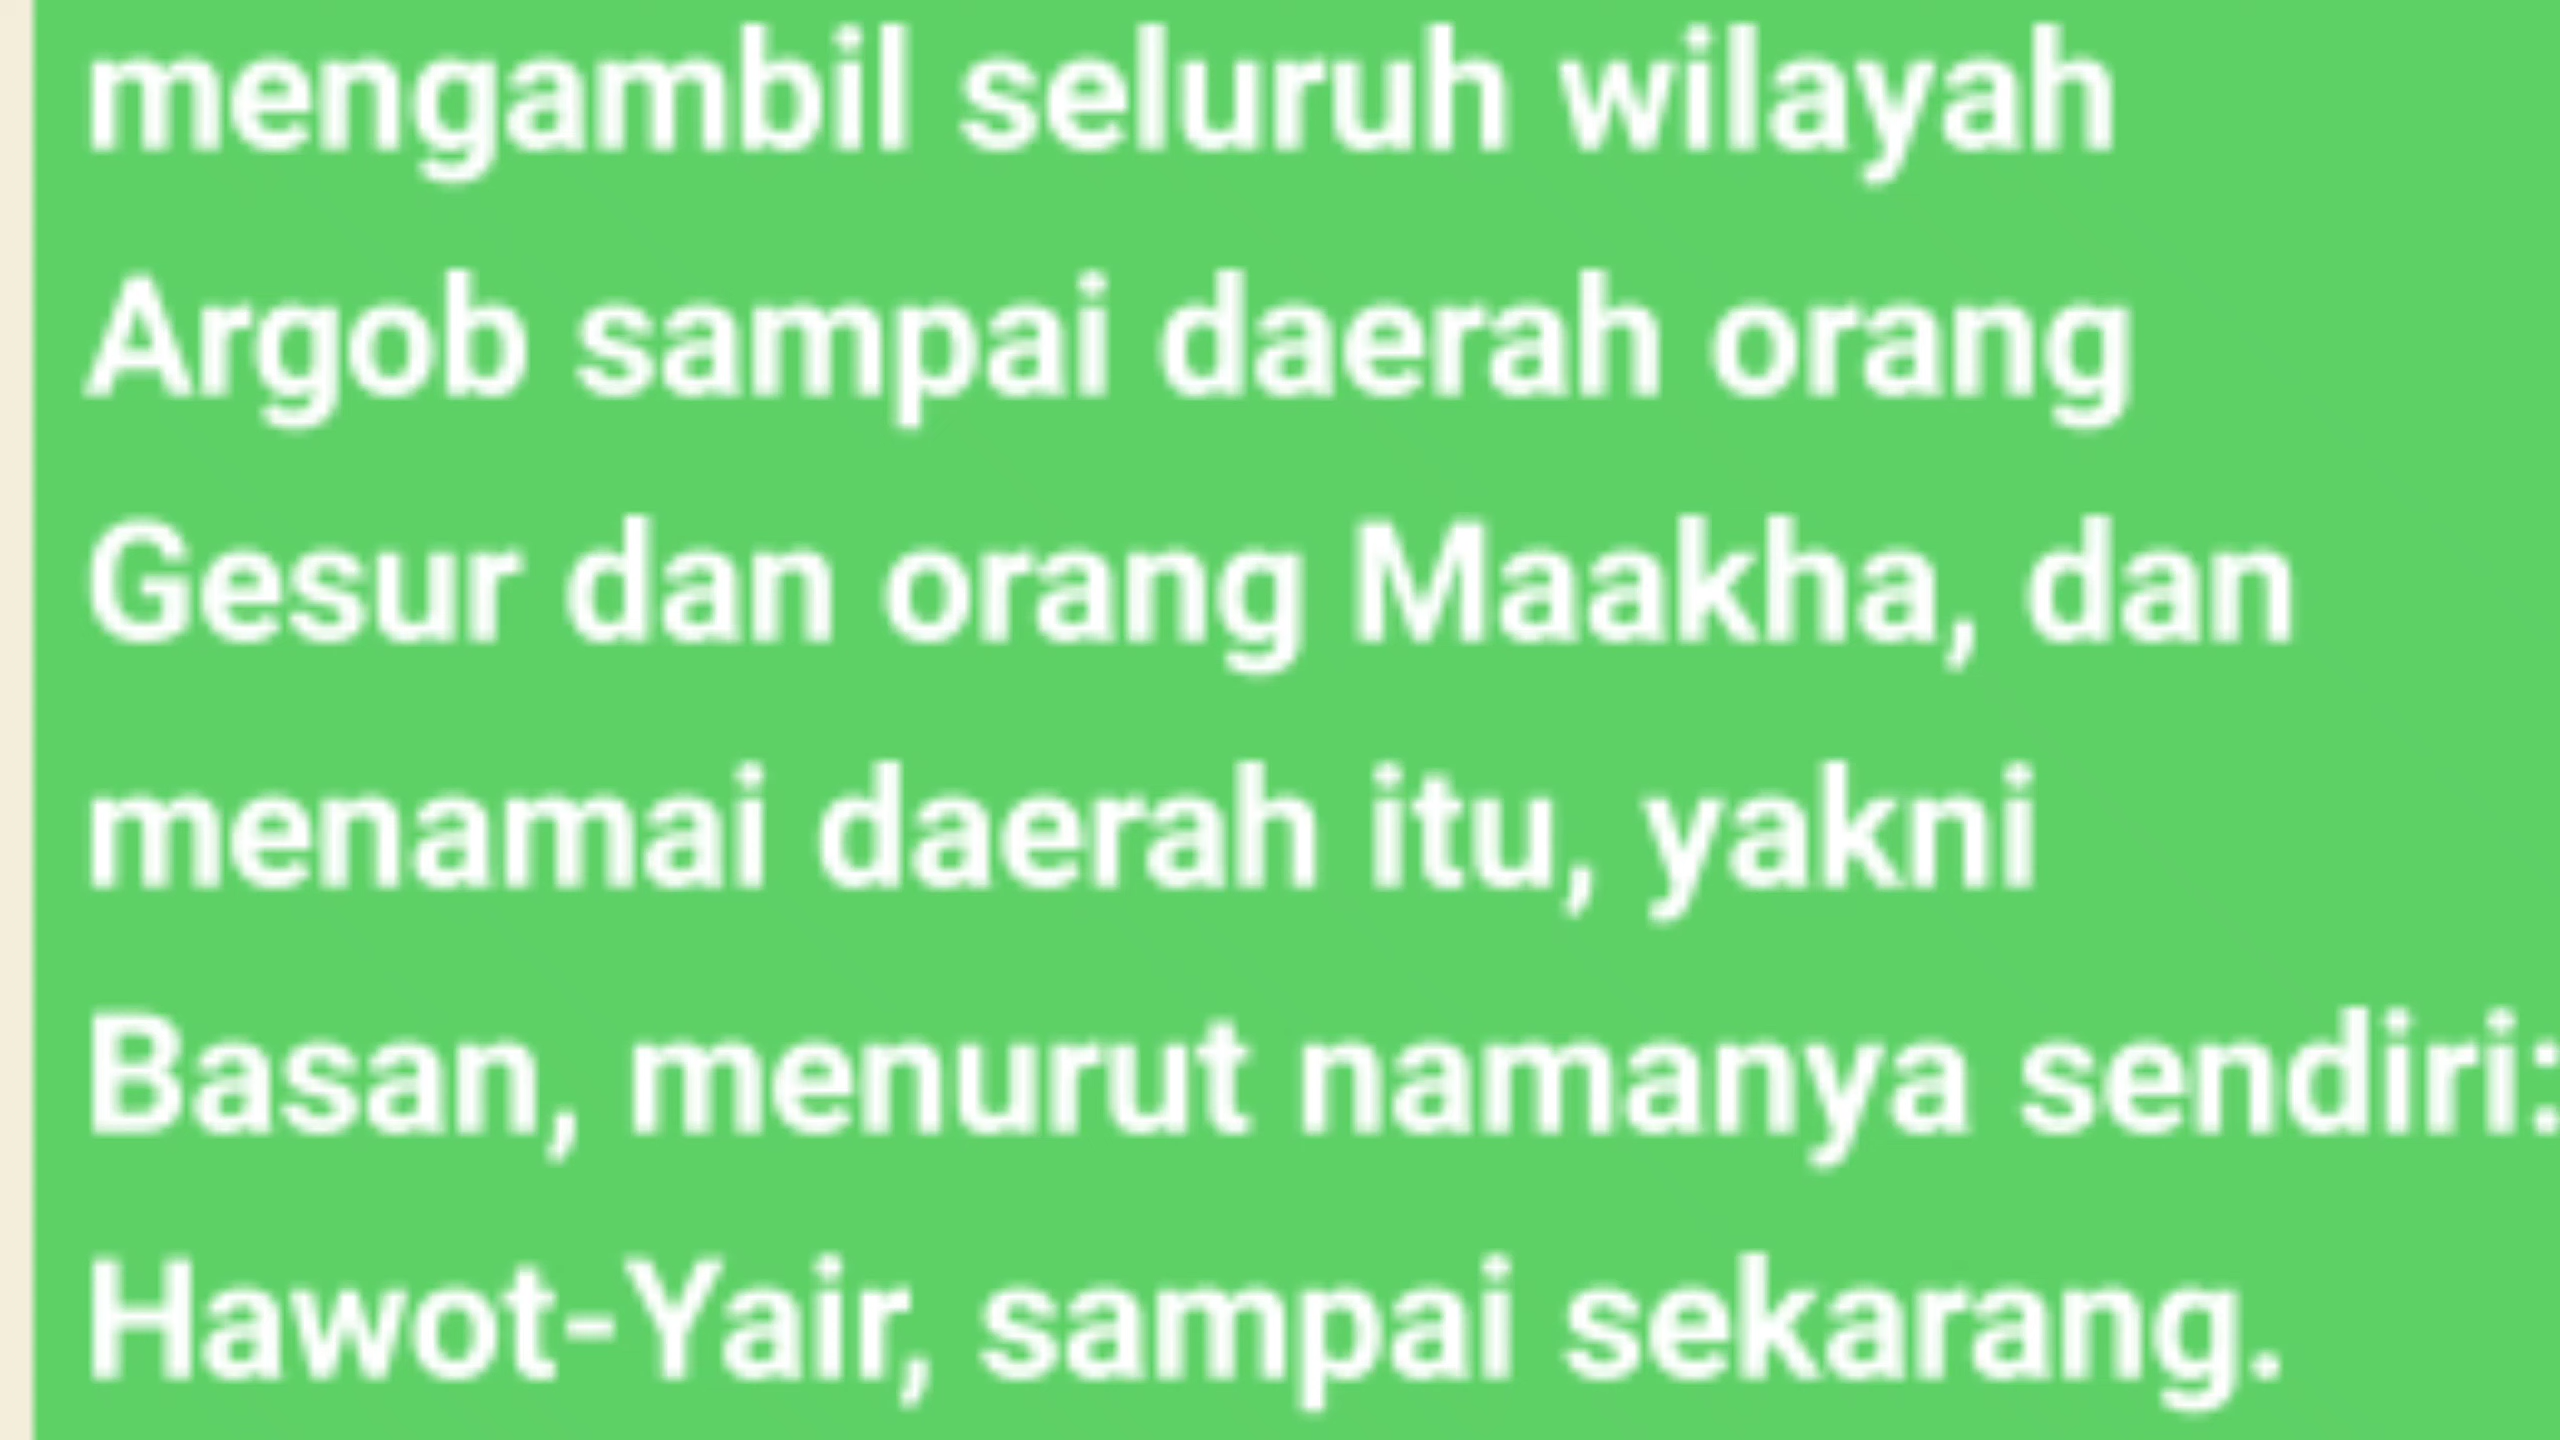 mengambil seluruh wilayah
Argob sampai daerah orang
Gesur dan orang Maakha, dan
menamai daerah itu, yakni
Basan, menurut namanya sendiri:
Hawot-Yair, sampai sekarang.